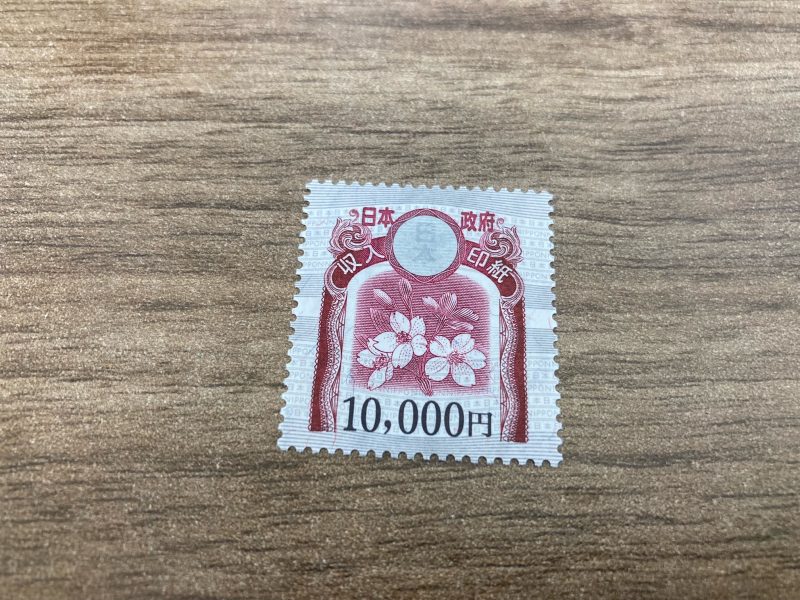 日本 政府
収入 印紙
10,000円